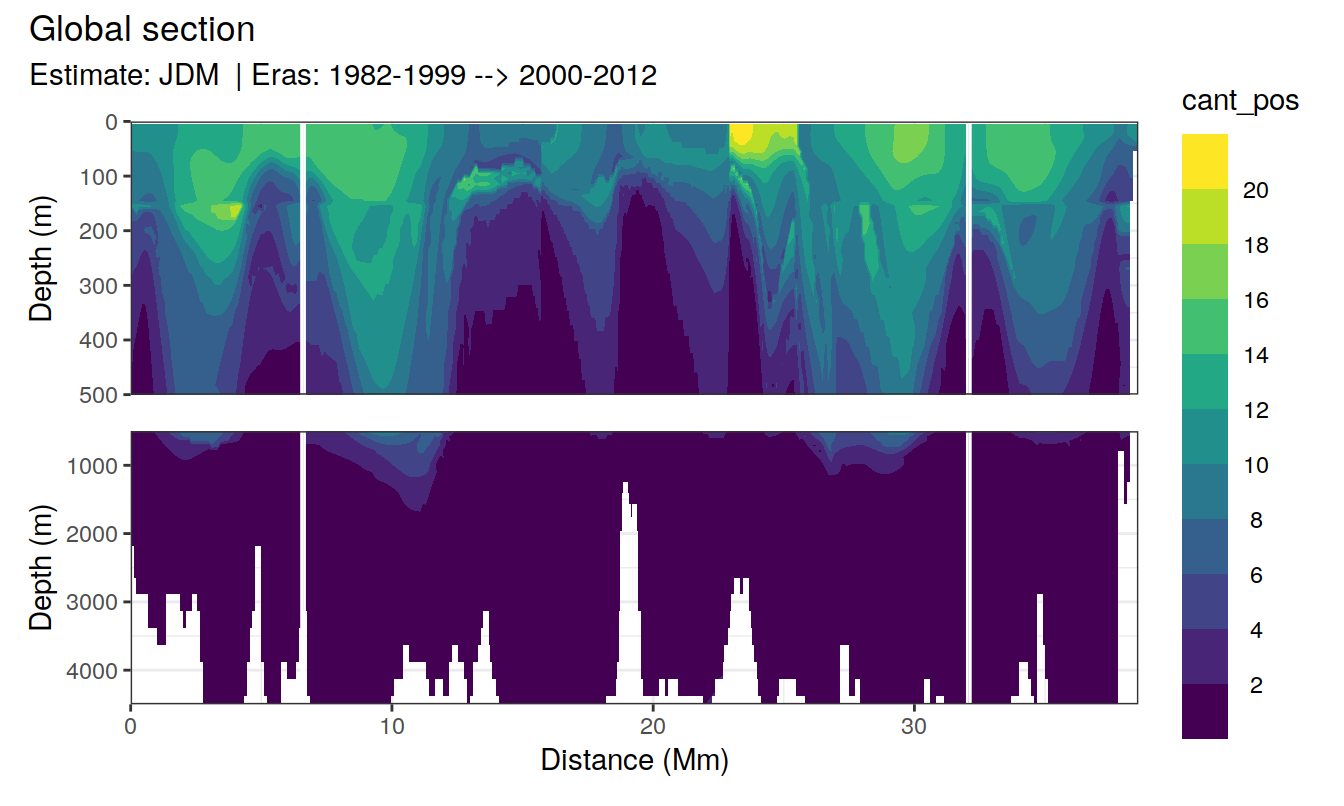 Global section
Estimate: JDM | Eras: 1982-1999 --> 2000-2012
cant_pos
20
18
16
14
12
10
8
6
4
2
Depth (m)
0
100
200
300
400
500
Depth (m)
1000
2000
3000
4000
0 10 20 30
Distance (Mm)